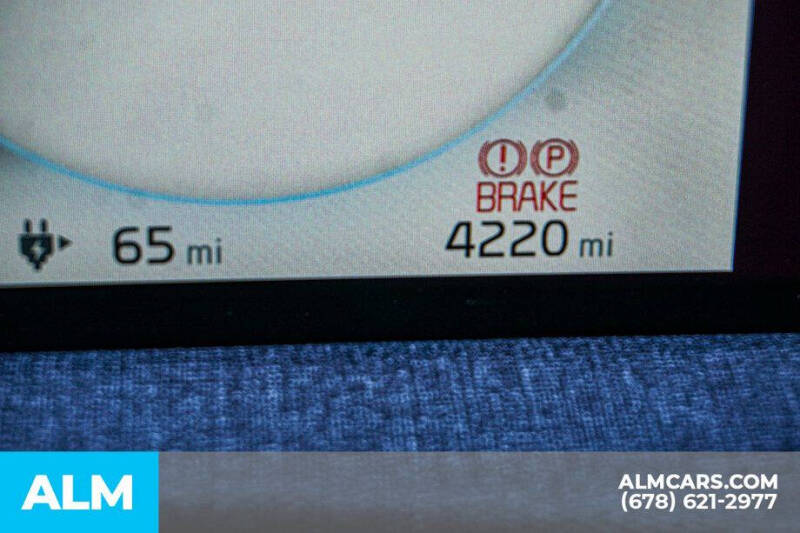 ! P
BRAKE
65 mi
4220 mi
ALM
ALMCARS.COM
(678) 621-2977